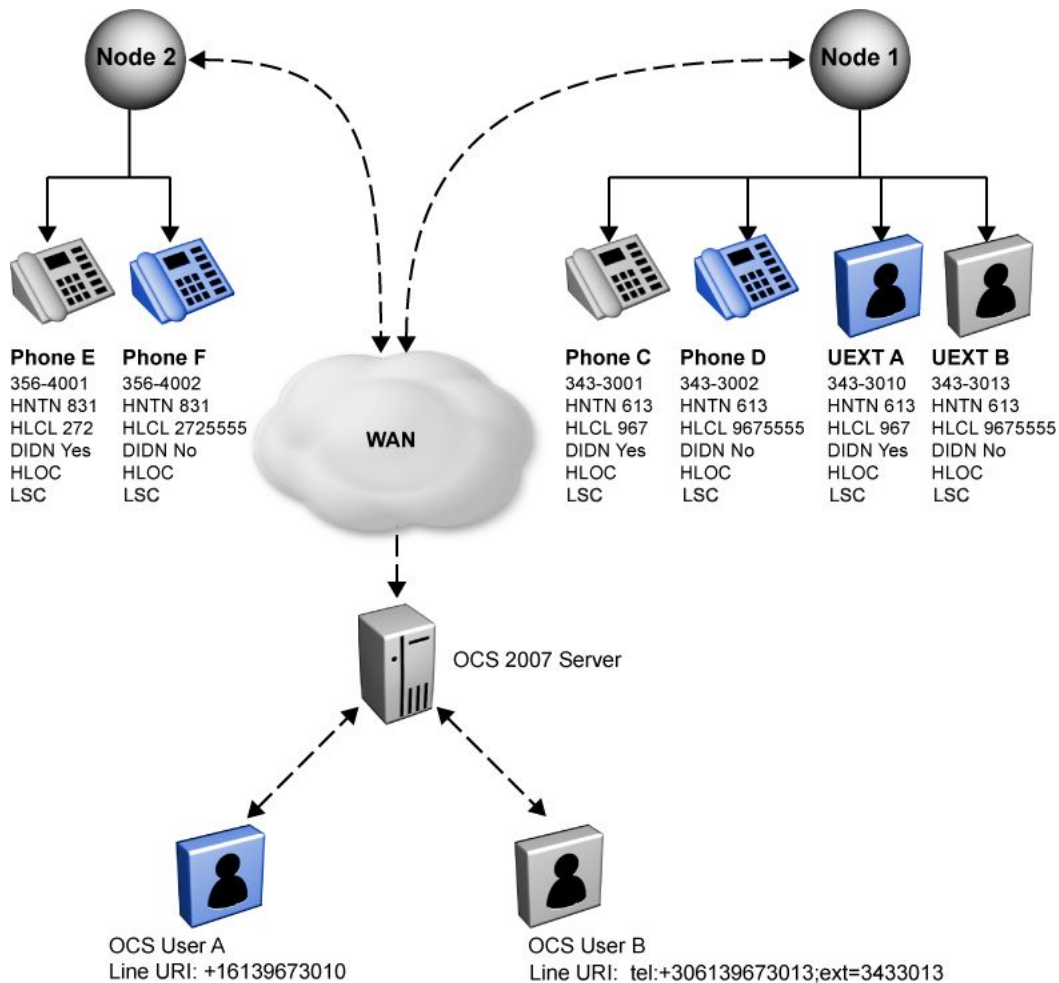 Node 2
Node 1
Phone E
356-4001
HNTN 831
HLCL 272
DIDN Yes
HLOC
LSC
Phone F
356-4002
HNTN 831
HLCL 2725555
DIDN No
HLOC
LSC
WAN
Phone C
343-3001
HNTN 613
HLCL 967
DIDN Yes
HLOC
LSC
Phone D
343-3002
HNTN 613
HLCL 9675555
DIDN No
HLOC
LSC
UEXT A
343-3010
HNTN 613
HLCL 967
DIDN Yes
HLOC
LSC
UEXT B
343-3013
HNTN 613
HLCL 9675555
DIDN No
HLOC
LSC
OCS 2007 Server
OCS User A
Line URI: +16139673010
OCS User B
Line URI: tel:+306139673013;ext=3433013